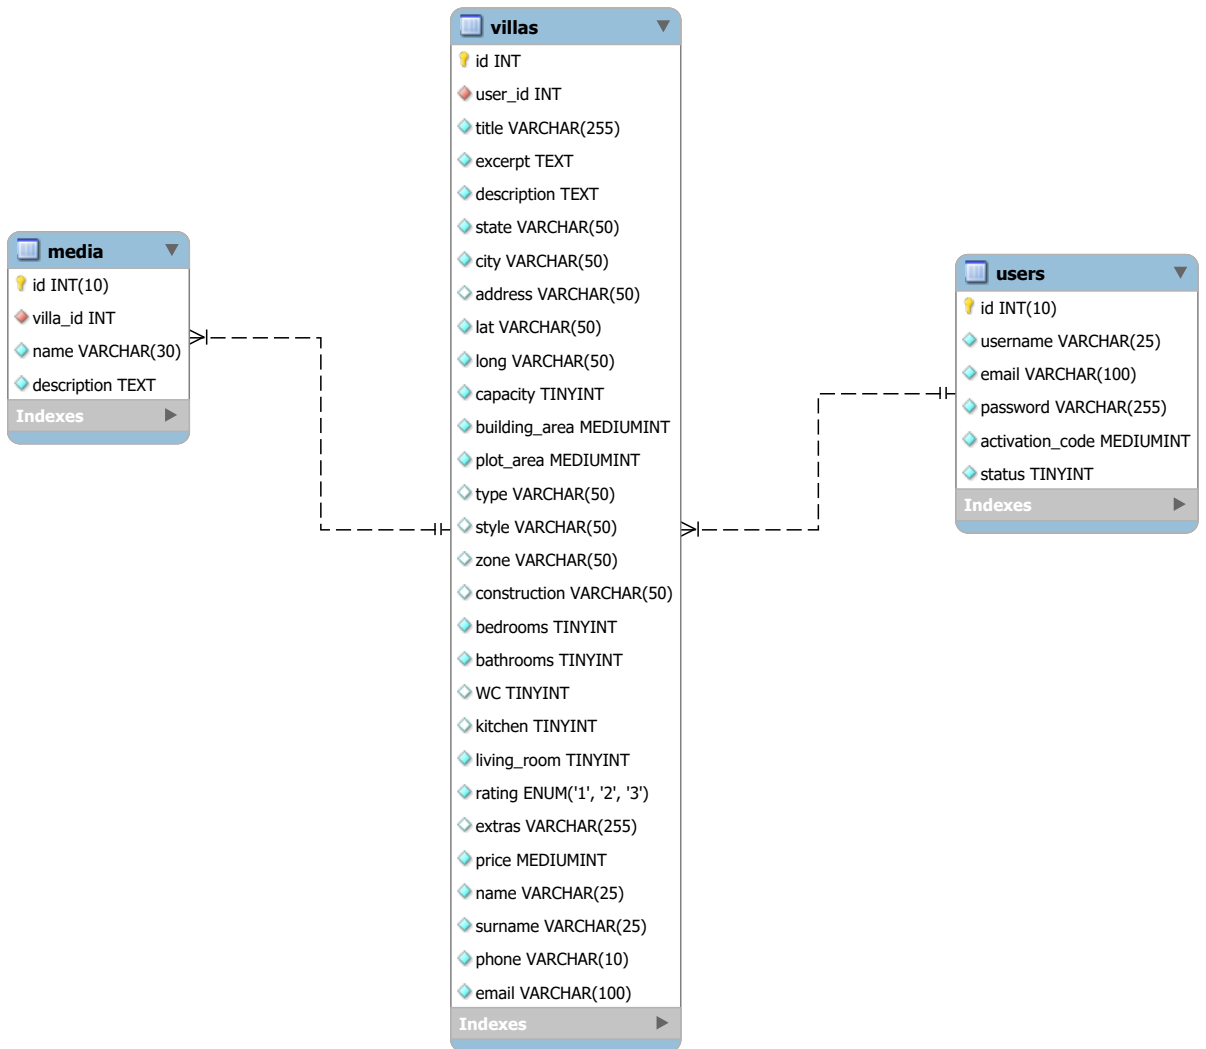 media
id INT(10)
villa_id INT
name VARCHAR(30)
description TEXT
Indexes
villas
id INT
user_id INT
title VARCHAR(255)
excerpt TEXT
description TEXT
state VARCHAR(50)
city VARCHAR(50)
address VARCHAR(50)
lat VARCHAR(50)
long VARCHAR(50)
capacity TINYINT
building_area MEDIUMINT
plot_area MEDIUMINT
type VARCHAR(50)
style VARCHAR(50)
zone VARCHAR(50)
construction VARCHAR(50)
bedrooms TINYINT
bathrooms TINYINT
WC TINYINT
kitchen TINYINT
living_room TINYINT
rating ENUM('1', '2', '3')
extras VARCHAR(255)
price MEDIUMINT
name VARCHAR(25)
surname VARCHAR(25)
phone VARCHAR(10)
email VARCHAR(100)
Indexes
users
id INT(10)
username VARCHAR(25)
email VARCHAR(100)
password VARCHAR(255)
activation_code MEDIUMINT
status TINYINT
Indexes